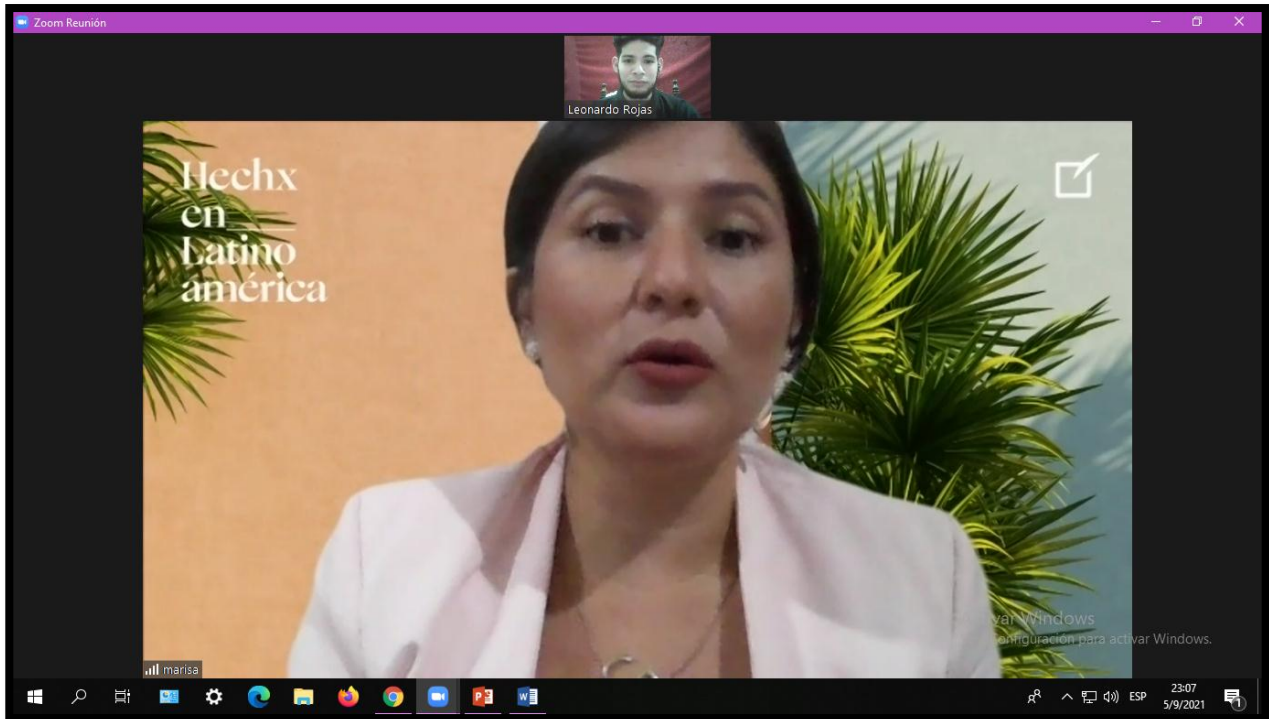 Zoom Reunión
Leonardo Rojas
Hechx
en
Latino
américa
var Windows
onfiguración para activar Windows.
marisa
ESP
23:07
5/9/2021
1